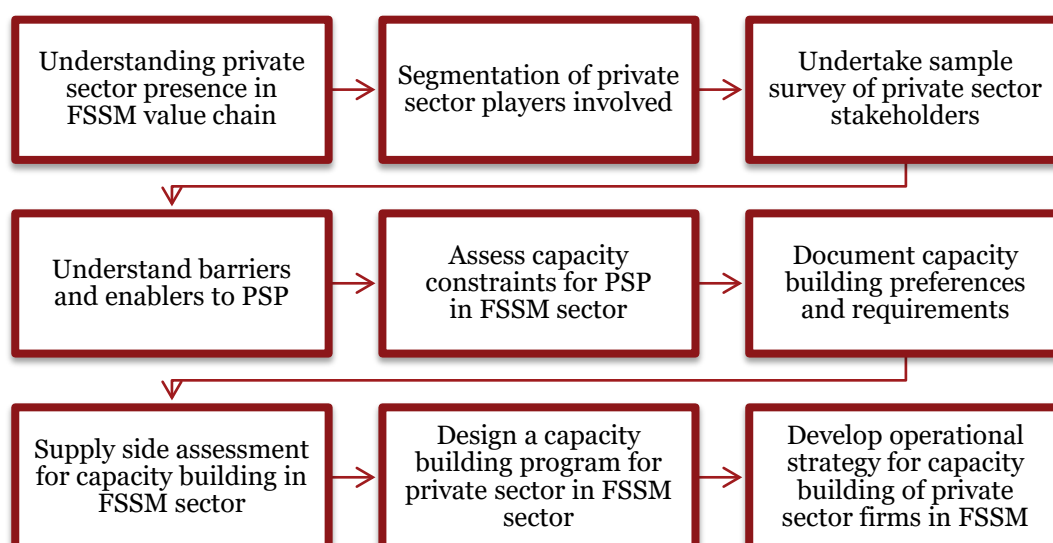 Understanding private
sector presence in
FSSM value chain
Segmentation of private
sector players involved
Undertake sample
survey of private sector
stakeholders
Understand barriers
and enablers to PSP
Assess capacity
constraints for PSP
in FSSM sector
Document capacity
building preferences
and requirements
Supply side assessment
for capacity building in
FSSM sector
Design a capacity
building program for
private sector in FSSM
sector
Develop operational
strategy for capacity
building of private
sector firms in FSSM